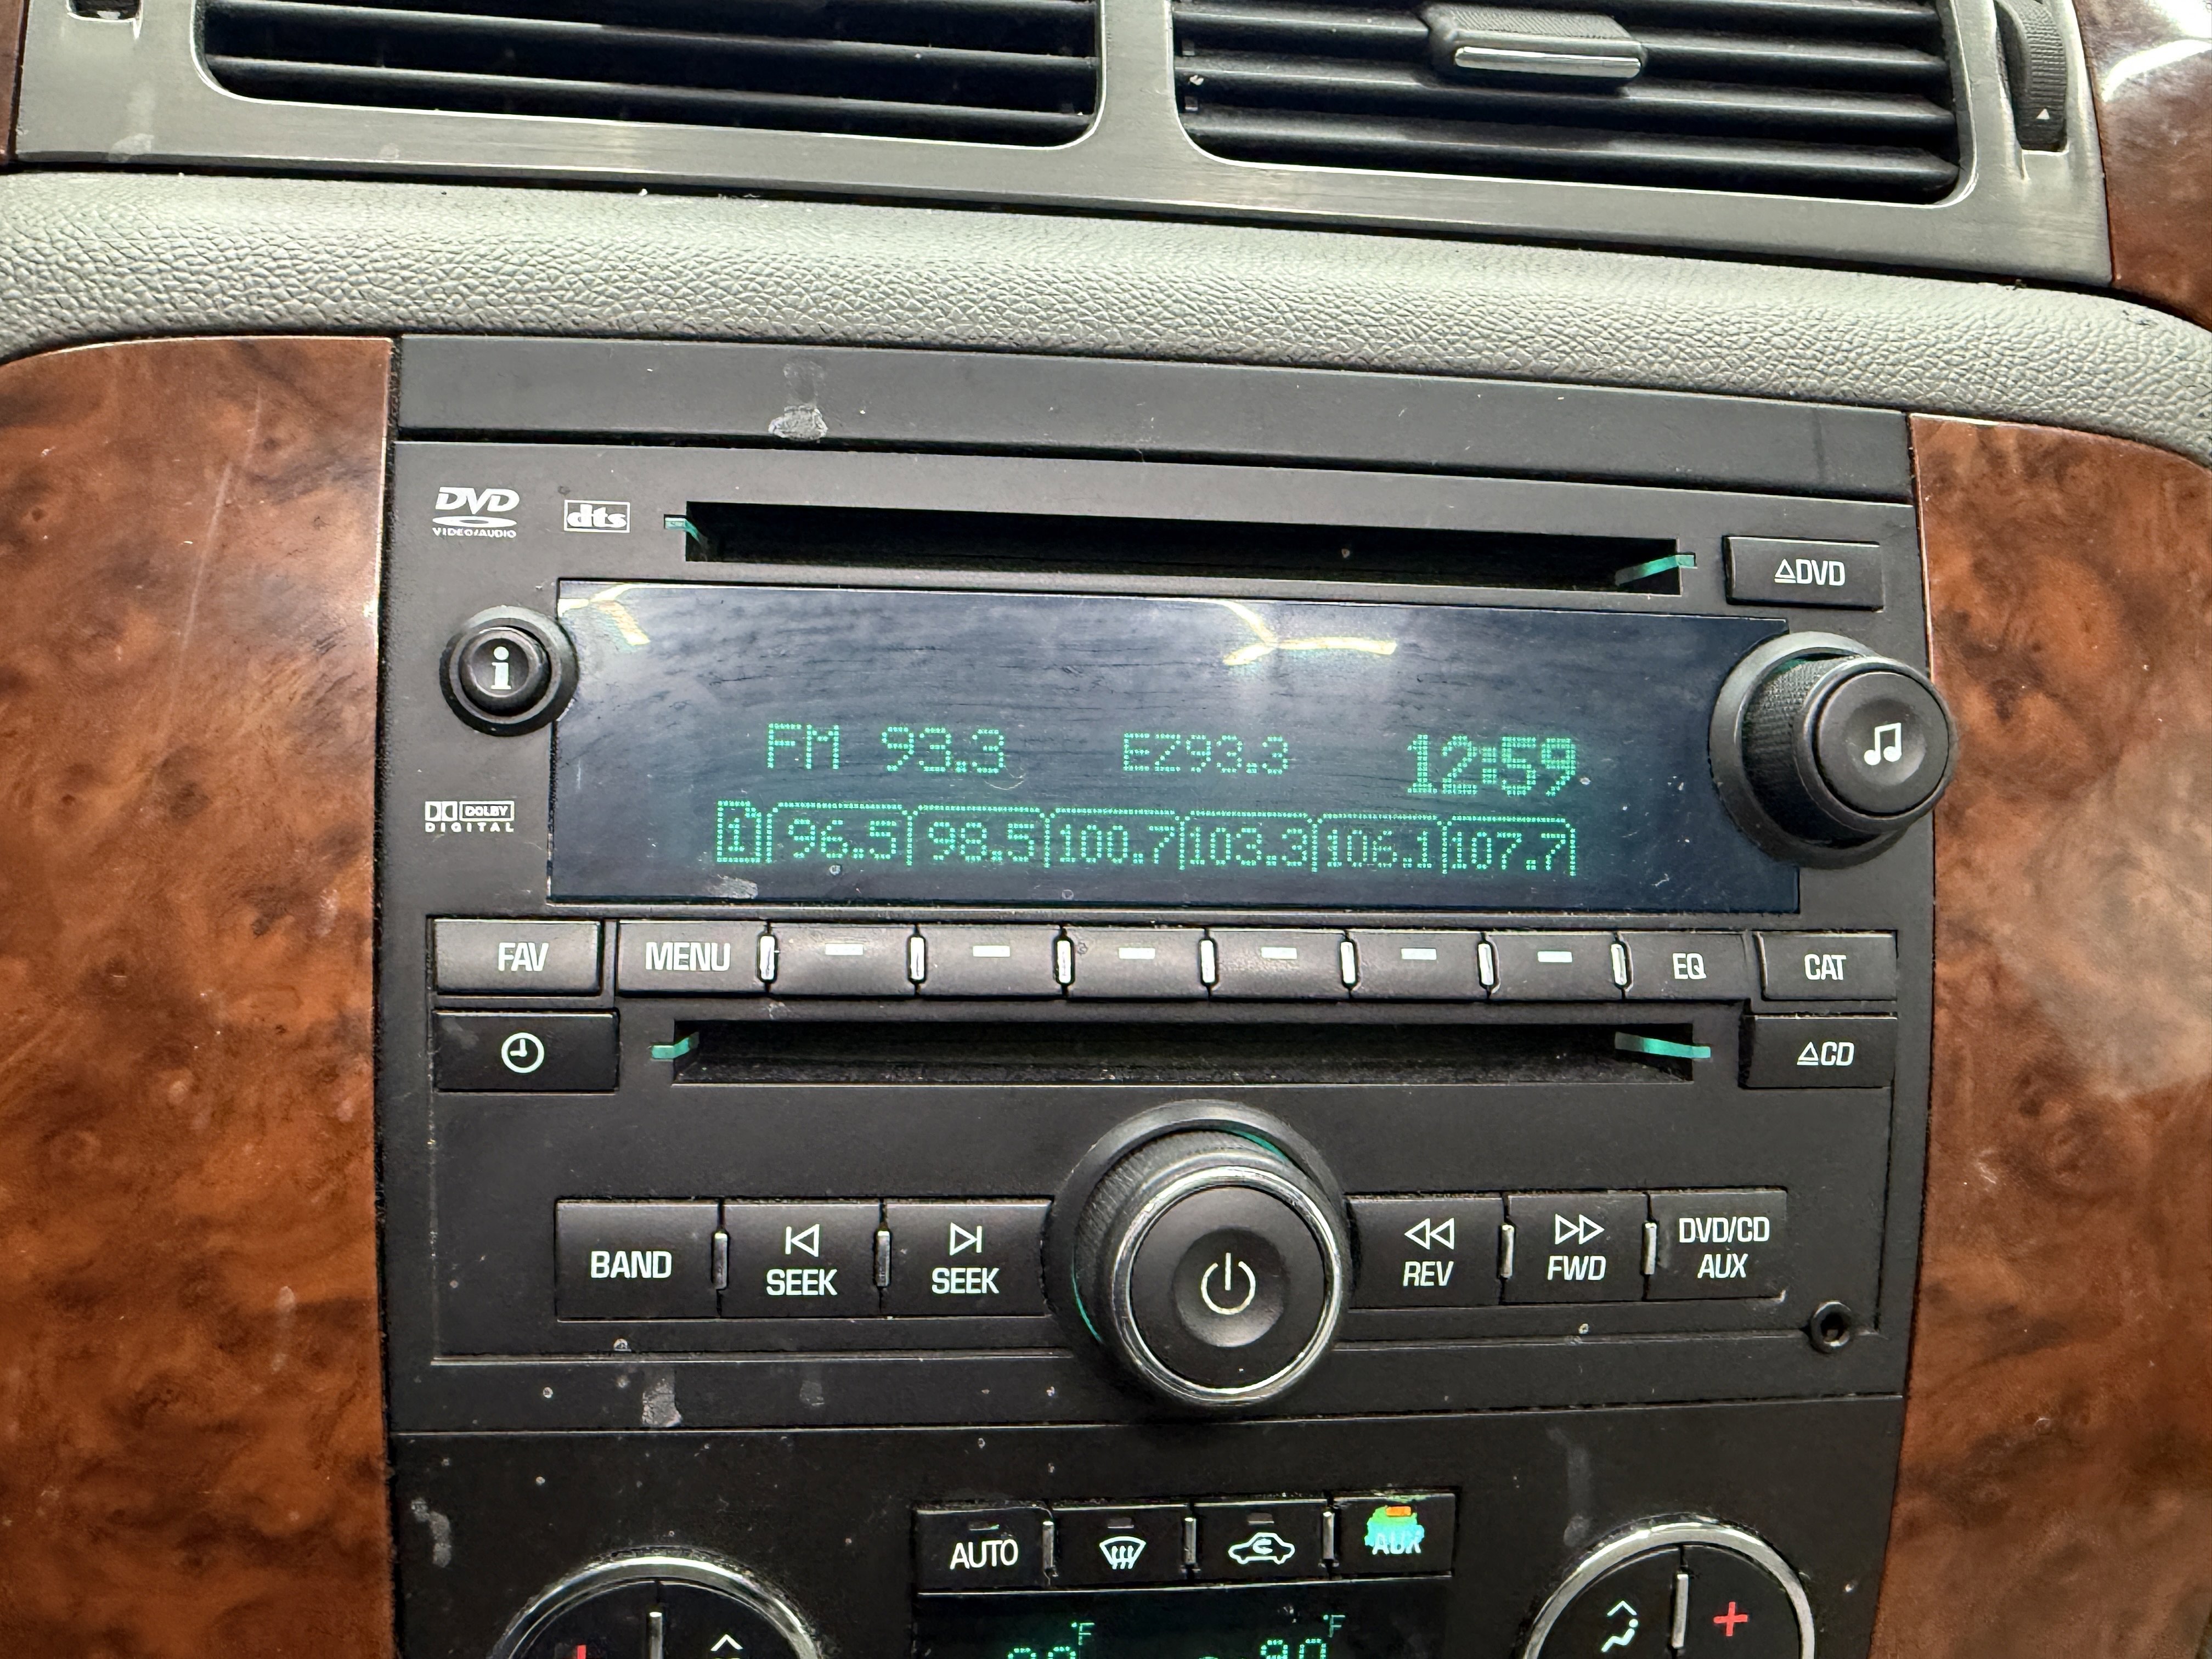 DVD
VIDEO/AUDIO
dts
DVD
i
FM 93.3 EZ93.3 12:59
1 96.5 98.5 100.7 103.3 106.1 107.7
DOLBY
DIGITAL
FAV MENU EQ CAT
CD
BAND SEEK SEEK REV FWD DVD/CD
AUX
AUTO AUX
°F °F